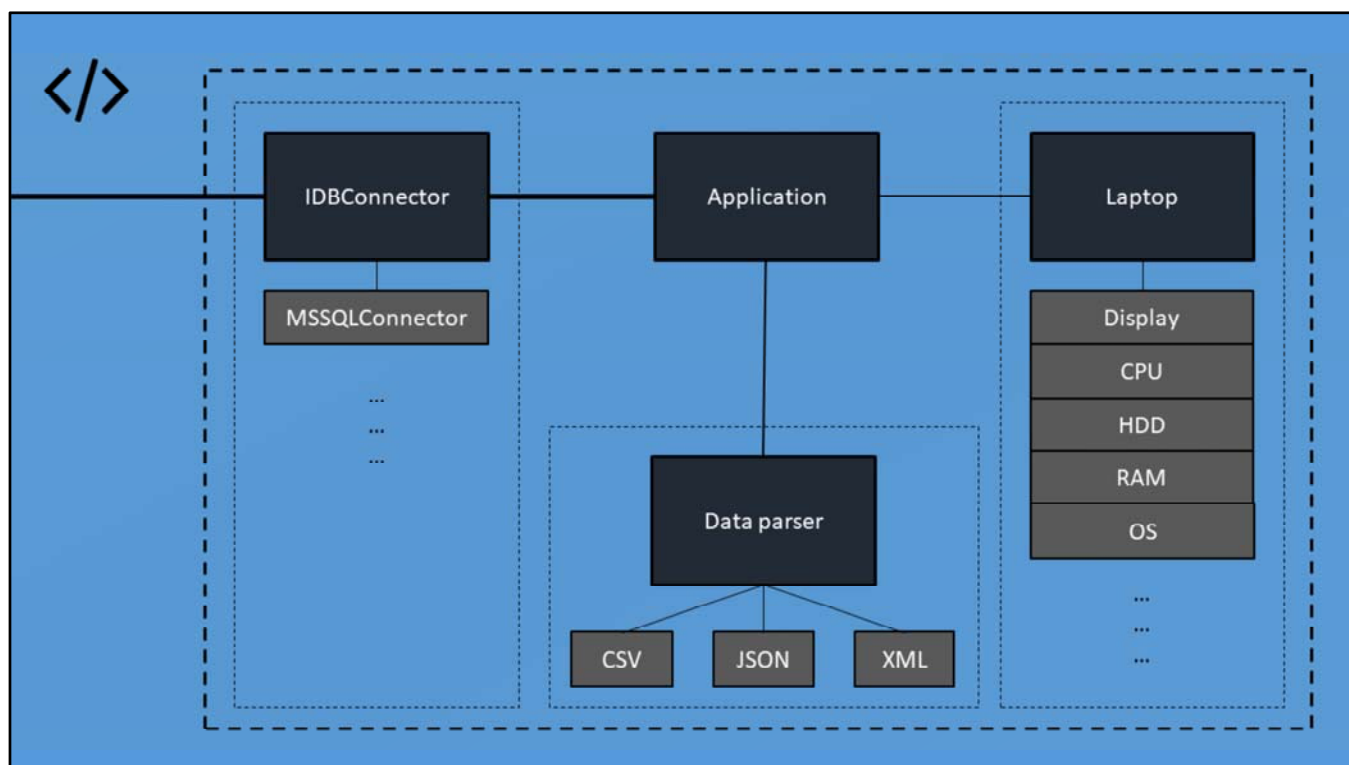 </>
IDBConnector
MSSQLConnector
...
...
...
Application
Data parser
CSV
JSON
XML
Laptop
Display
CPU
HDD
RAM
OS
...
...
...